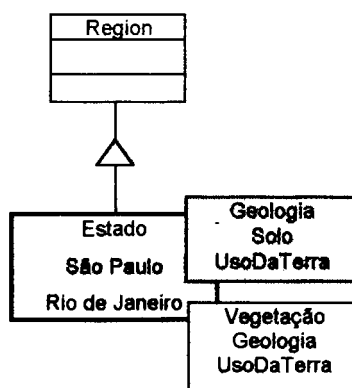 Region
Estado
São Paulo
Rio de Janeiro
Geologia
Solo
UsoDaTerra
Vegetação
Geologia
UsoDaTerra